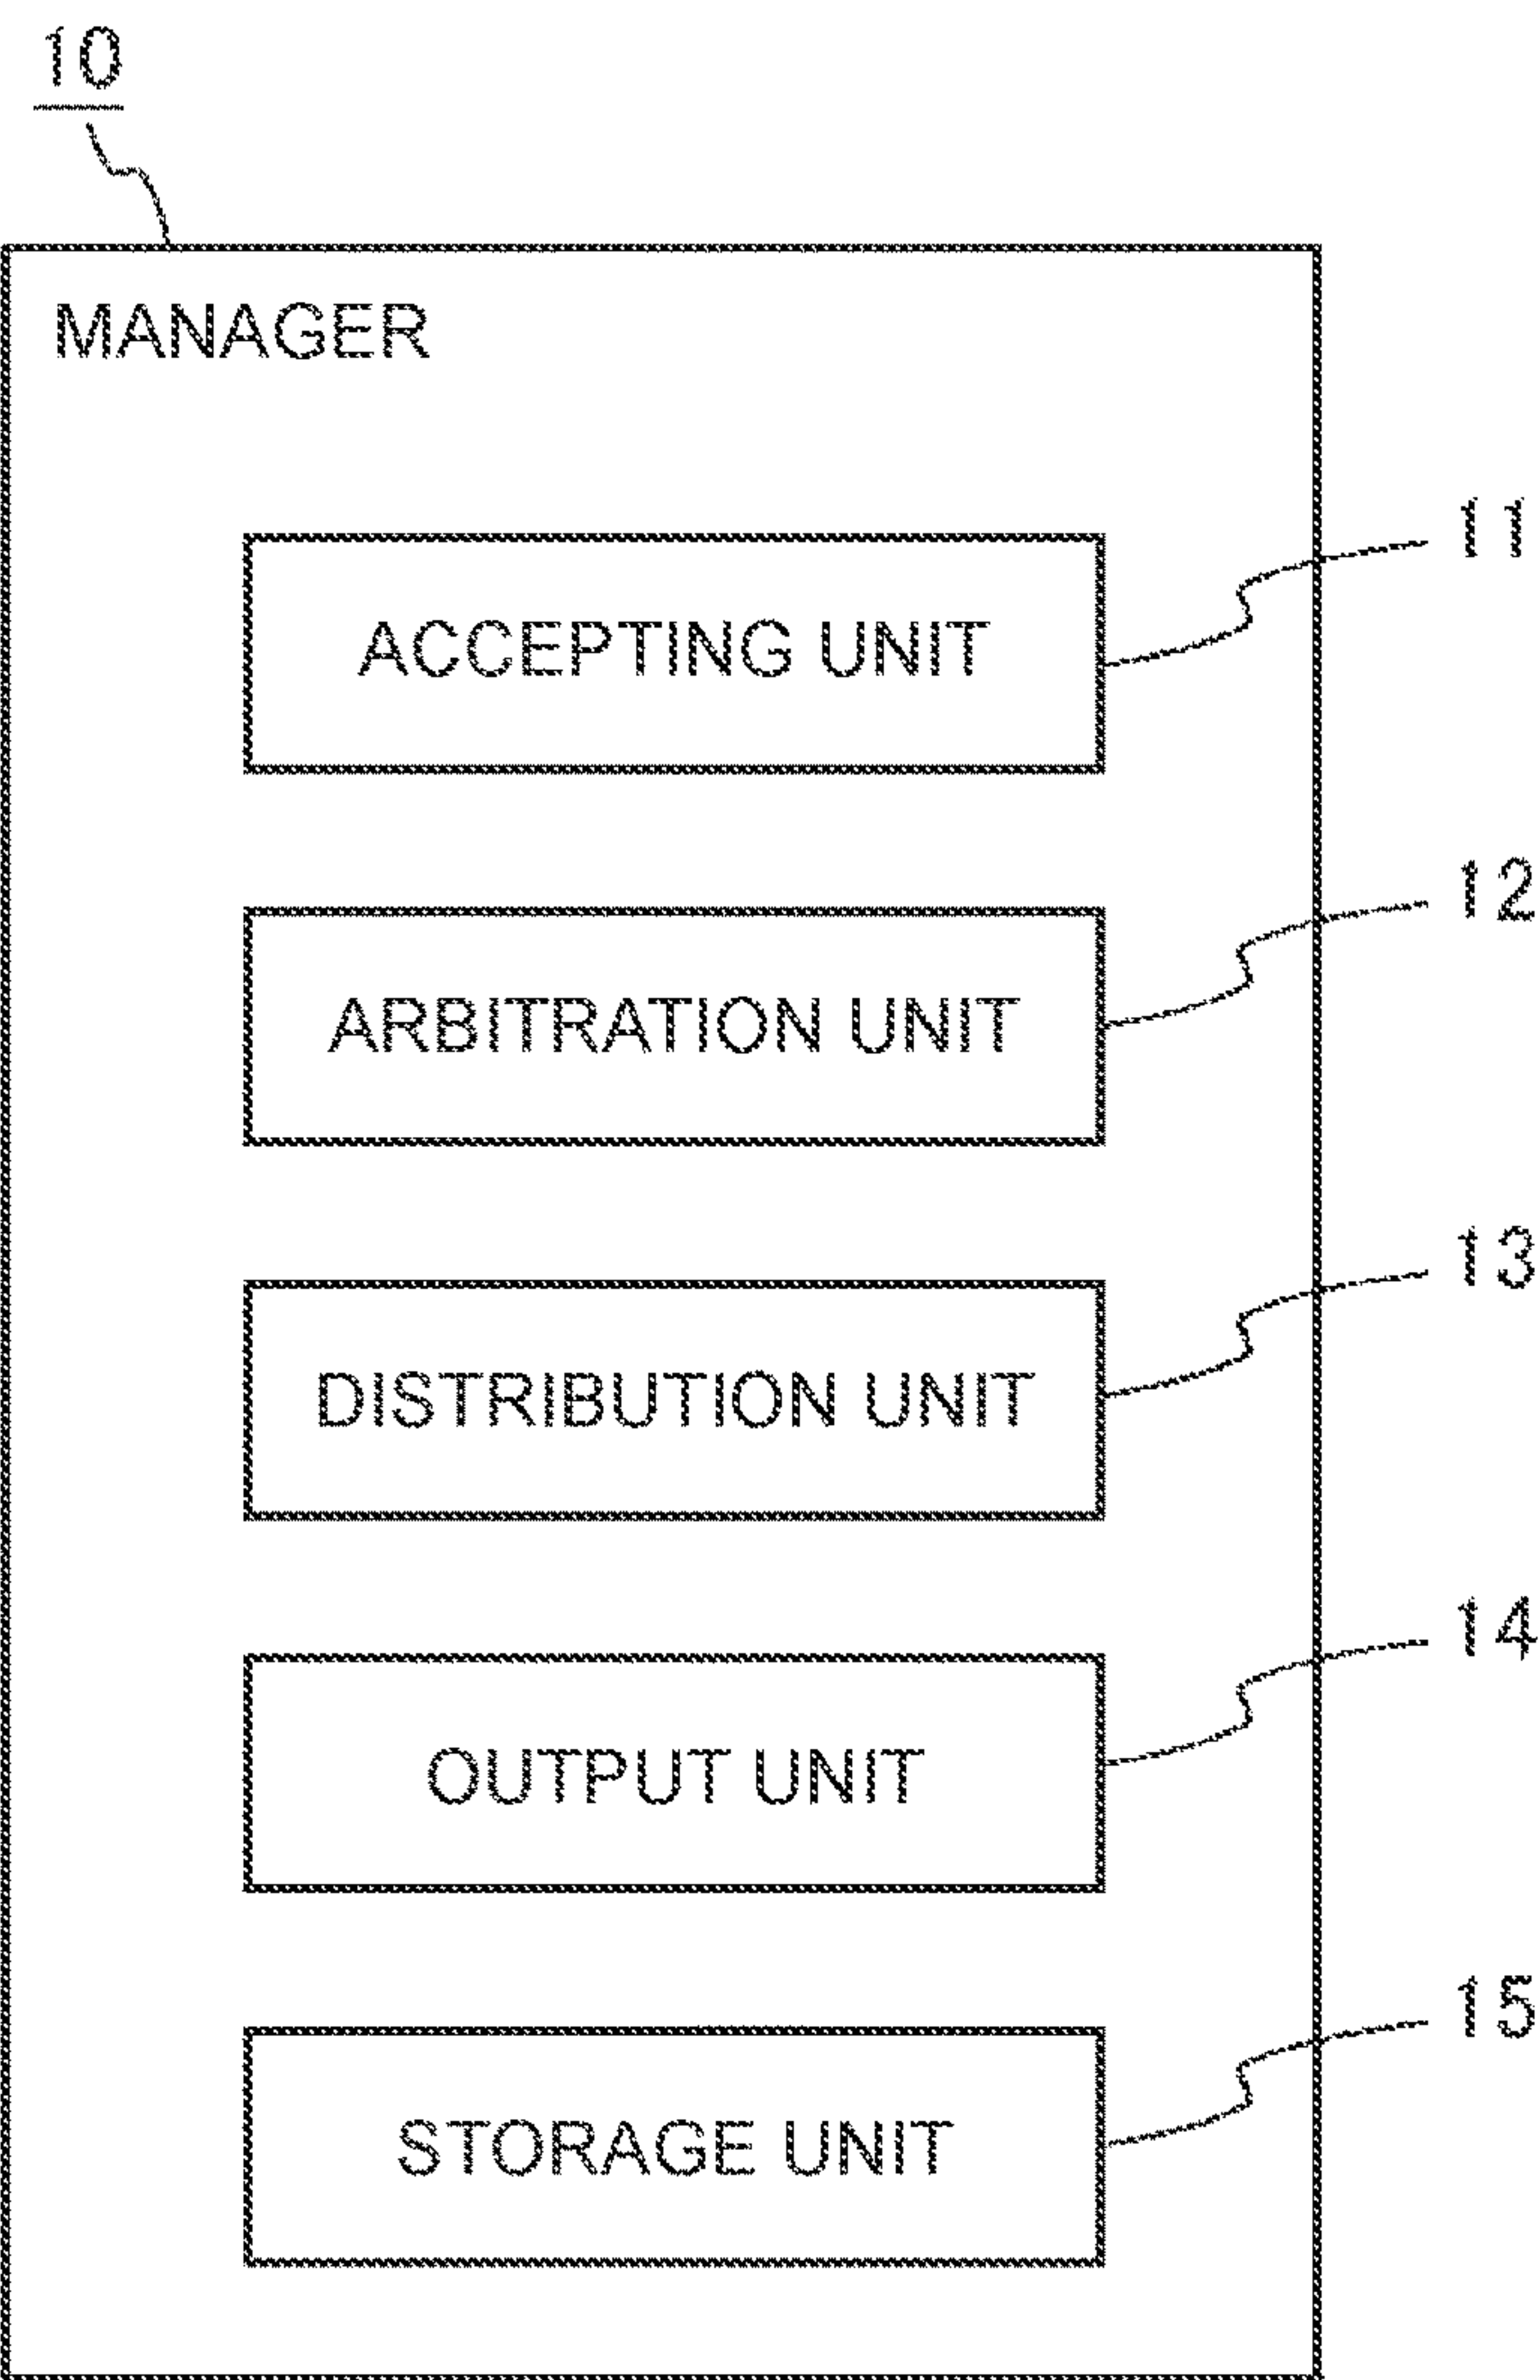 10
MANAGER
11
ACCEPTING UNIT
12
ARBITRATION UNIT
13
DISTRIBUTION UNIT
14
OUTPUT UNIT
15
STORAGE UNIT